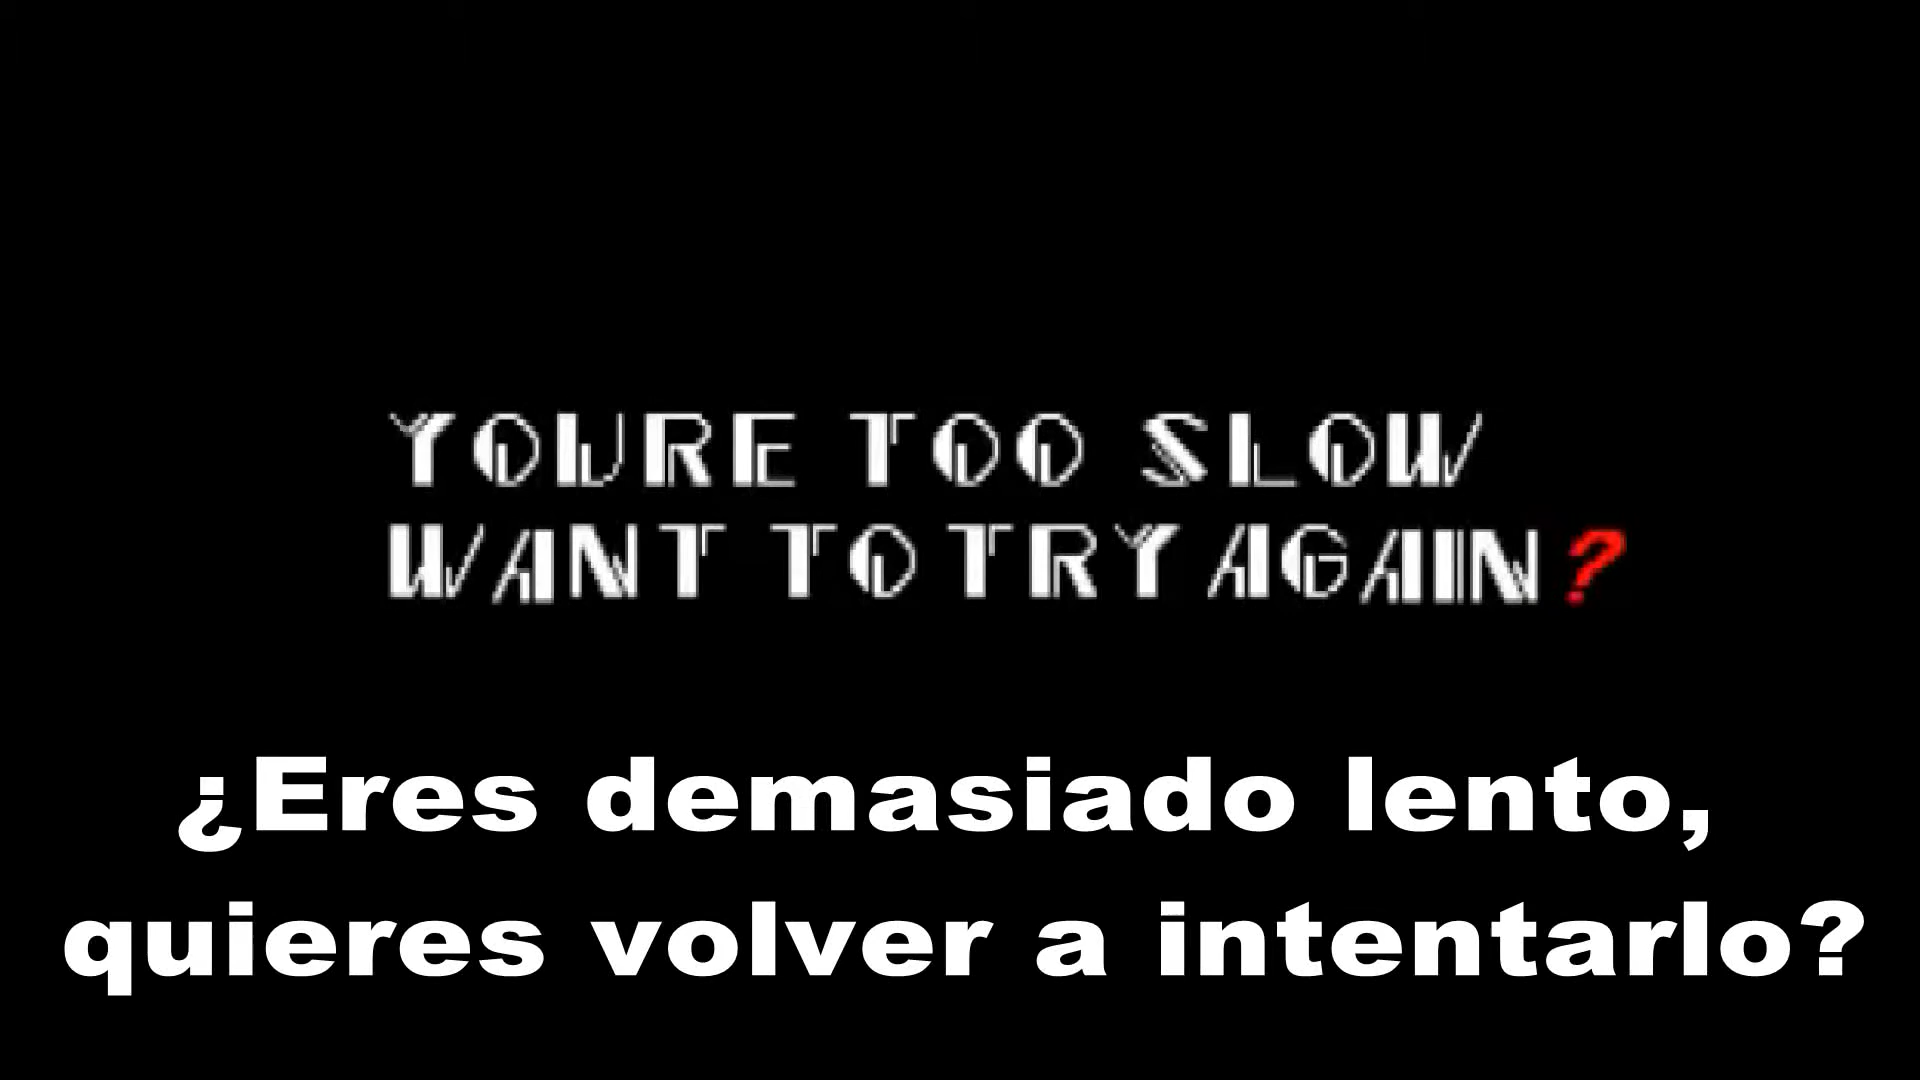 YOURE TOO SLOW
WANT TO TRY AGAIN?
¿Eres demasiado lento,
quieres volver a intentarlo?